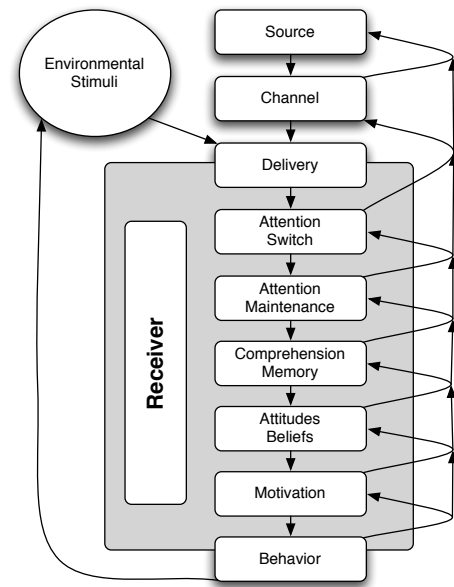 Source
Environmental
Stimuli
Channel
Delivery
Attention
Switch
Attention
Maintenance
Receiver
Comprehension
Memory
Attitudes
Beliefs
Motivation
Behavior